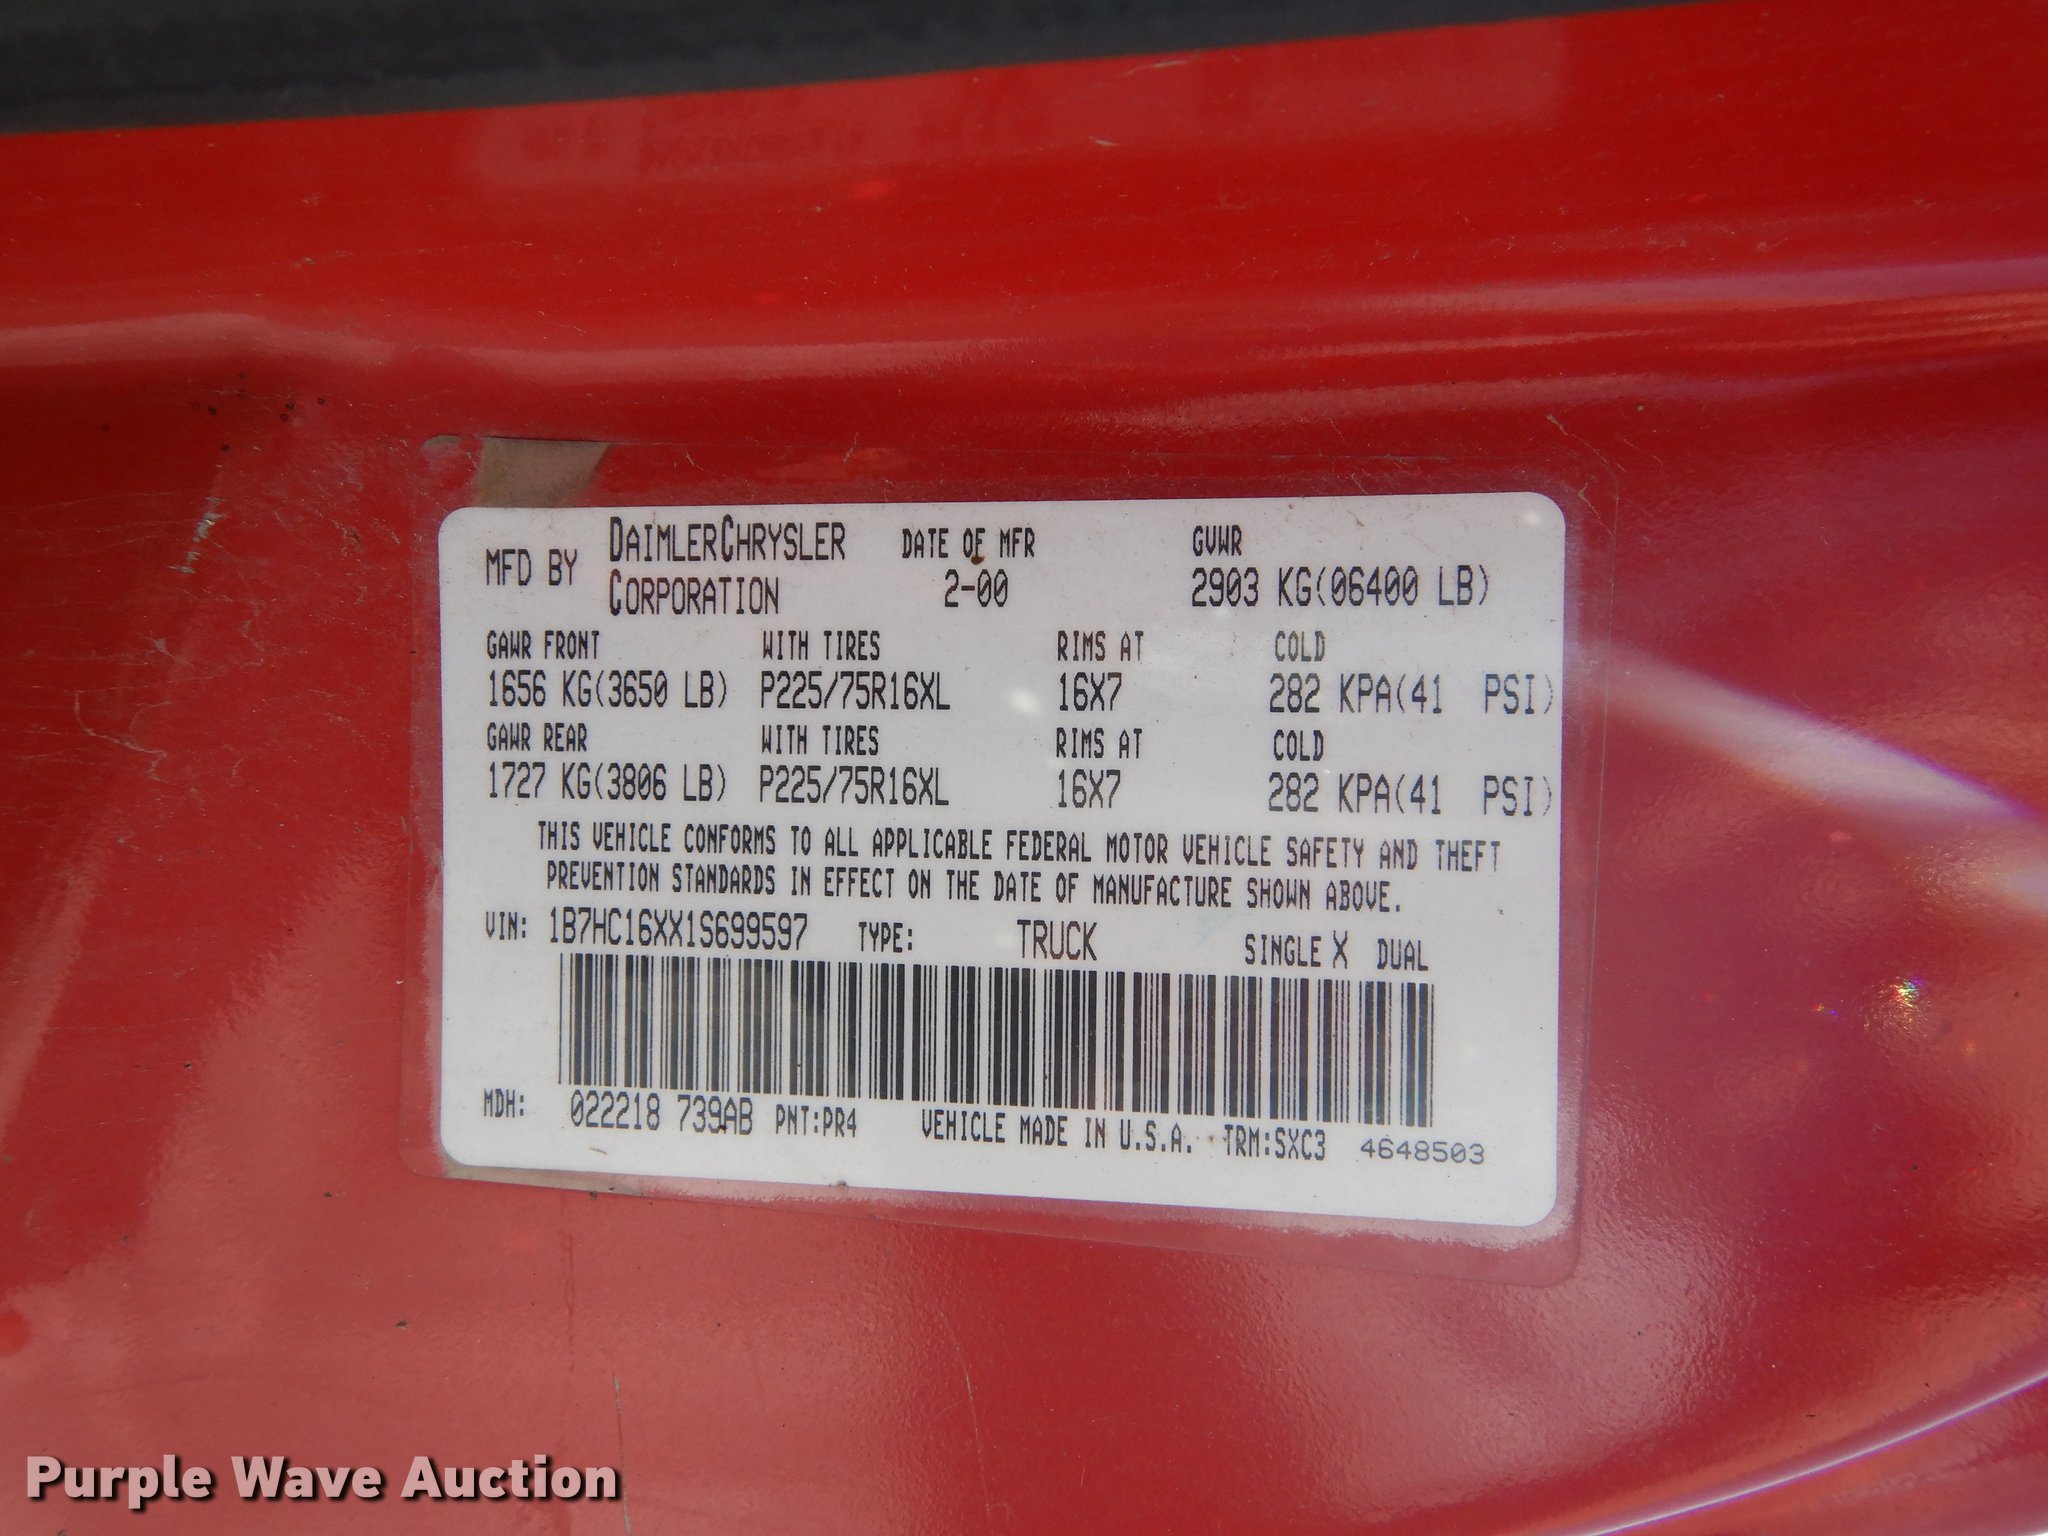 MFD BY DAIMLERCHRYSLER CORPORATION DATE OF MFR 2-00 GVWR 2903 KG(06400 LB)
GAWR FRONT WITH TIRES RIMS AT COLD
1656 KG(3650 LB) P225/75R16XL 16X7 282 KPA(41 PSI)
GAWR REAR WITH TIRES RIMS AT COLD
1727 KG(3806 LB) P225/75R16XL 16X7 282 KPA(41 PSI)
THIS VEHICLE CONFORMS TO ALL APPLICABLE FEDERAL MOTOR VEHICLE SAFETY AND THEFT
PREVENTION STANDARDS IN EFFECT ON THE DATE OF MANUFACTURE SHOWN ABOVE.
VIN: 1B7HC16XX1S699597 TYPE: TRUCK SINGLE X DUAL
MDH: 022218 739AB PNT:PR4 VEHICLE MADE IN U.S.A. TRM:SXC3 4648503
Purple Wave Auction